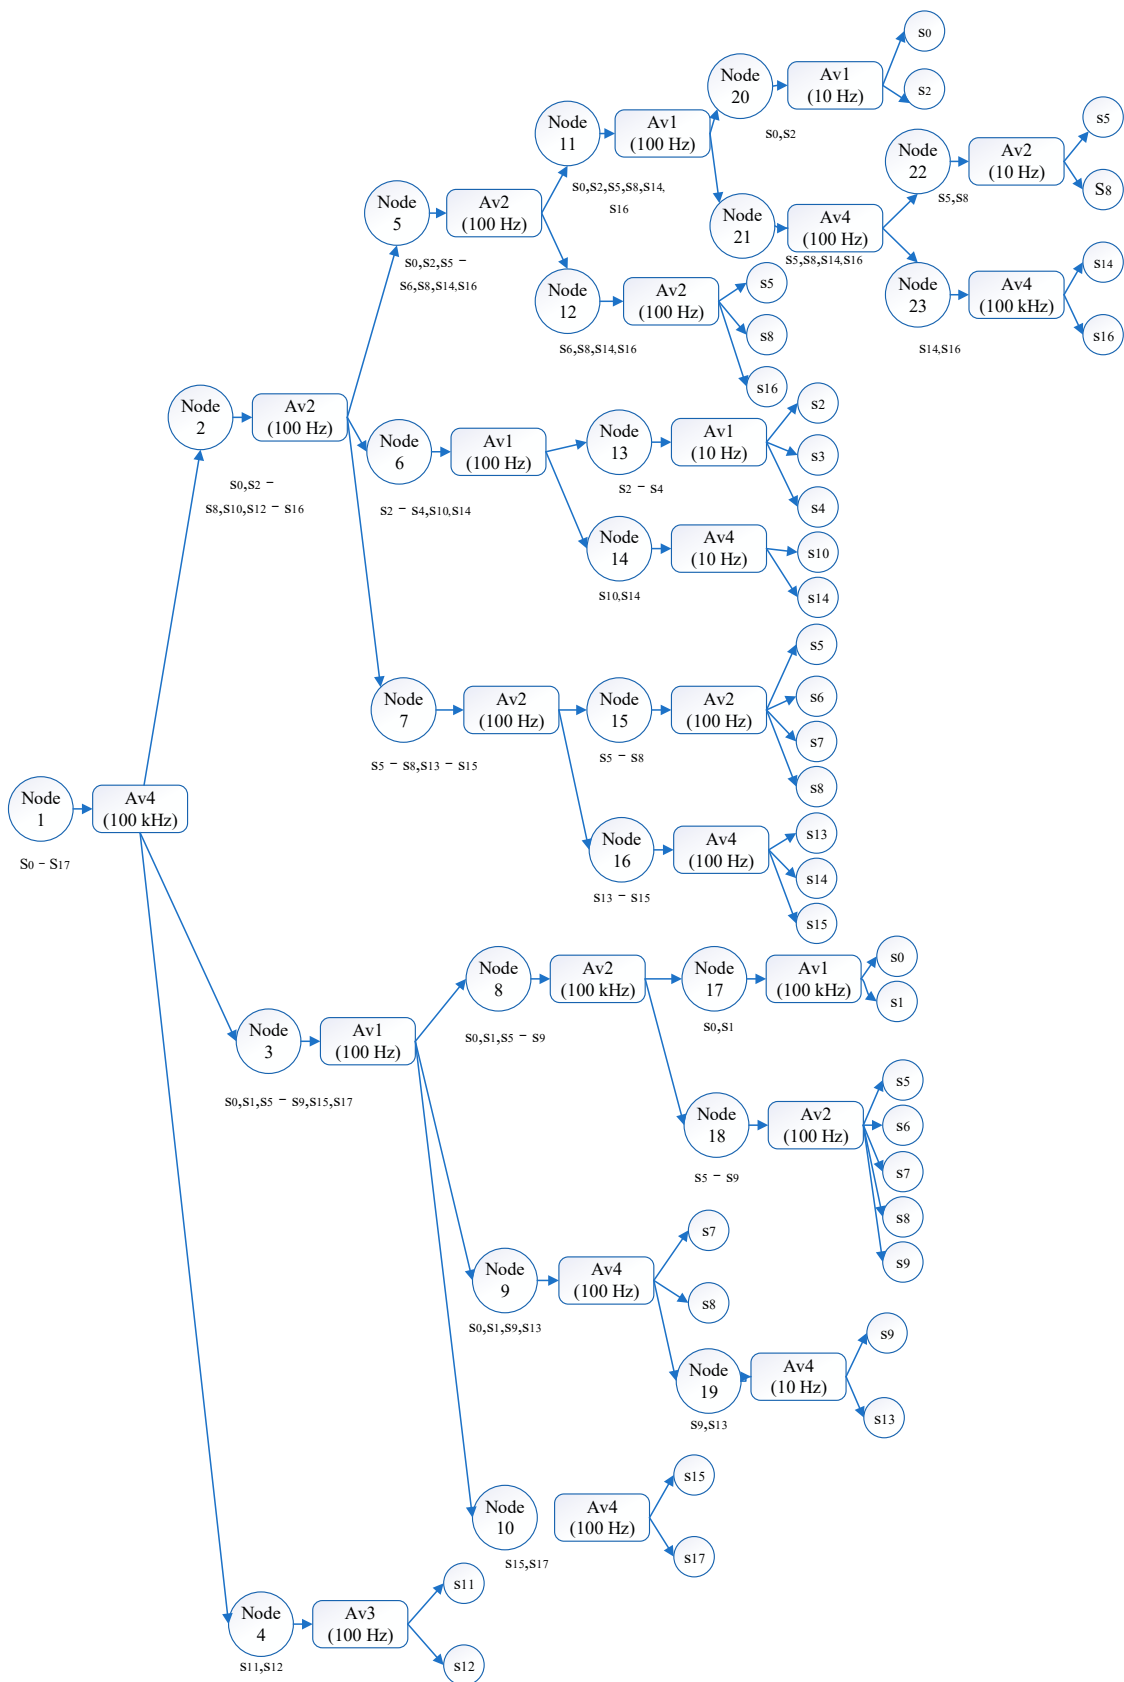 s0
Node
20
Av1
(10 Hz)
s2
s0,s2
Node
11
Av1
(100 Hz)
s0,s2,s5,s8,s14,
s16
s5
Node
22
Av2
(10 Hz)
s5,s8
S8
Node
5
Av2
(100 Hz)
s0,s2,s5 –
s6,s8,s14,s16
Node
21
Av4
(100 Hz)
s5,s8,s14,s16
Node
12
Av2
(100 Hz)
s6,s8,s14,s16
s5
s8
s16
Node
23
Av4
(100 kHz)
s14,s16
s14
s16
Node
2
Av2
(100 Hz)
s0,s2 –
s8,s10,s12 – s16
Node
6
Av1
(100 Hz)
s2 – s4,s10,s14
Node
13
Av1
(10 Hz)
s2 – s4
s2
s3
s4
Node
14
Av4
(10 Hz)
s10,s14
s10
s14
Node
7
Av2
(100 Hz)
s5 – s8,s13 – s15
Node
15
Av2
(100 Hz)
s5 – s8
s5
s6
s7
s8
Node
1
Av4
(100 kHz)
S0 – S17
Node
16
Av4
(100 Hz)
s13 – s15
s13
s14
s15
Node
3
Av1
(100 Hz)
s0,s1,s5 – s9,s15,s17
Node
8
Av2
(100 kHz)
s0,s1,s5 – s9
Node
17
Av1
(100 kHz)
s0,s1
s0
s1
Node
18
Av2
(100 Hz)
s5 – s9
s5
s6
s7
s8
s9
Node
9
Av4
(100 Hz)
s0,s1,s9,s13
s7
s8
Node
19
Av4
(10 Hz)
s9,s13
s9
s13
Node
10
Av4
(100 Hz)
s15,s17
s15
s17
Node
4
Av3
(100 Hz)
s11,s12
s11
s12